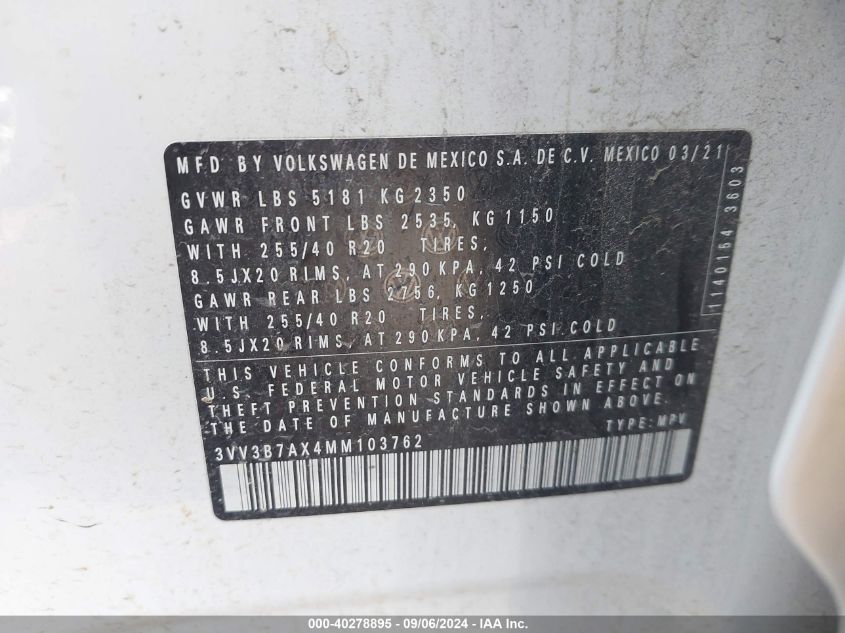 MFD BY VOLKSWAGEN DE MEXICO S.A. DE C.V. MEXICO 03/21
GVWR LBS 5181 KG 2350
GAWR FRONT LBS 2535, KG 1150
WITH 255/40 R20 TIRES,
8.5JX20 RIMS, AT 290 KPA, 42 PSI COLD
GAWR REAR LBS 2756, KG 1250
WITH 255/40 R20 TIRES,
8.5JX20 RIMS, AT 290 KPA, 42 PSI COLD
THIS VEHICLE CONFORMS TO ALL APPLICABLE
U.S. FEDERAL MOTOR VEHICLE SAFETY AND
THEFT PREVENTION STANDARDS IN EFFECT ON
THE DATE OF MANUFACTURE SHOWN ABOVE.
TYPE: MPV
3VV3B7AX4MM103762
1140164 3603
000-40278895 - 09/06/2024 - IAA Inc.